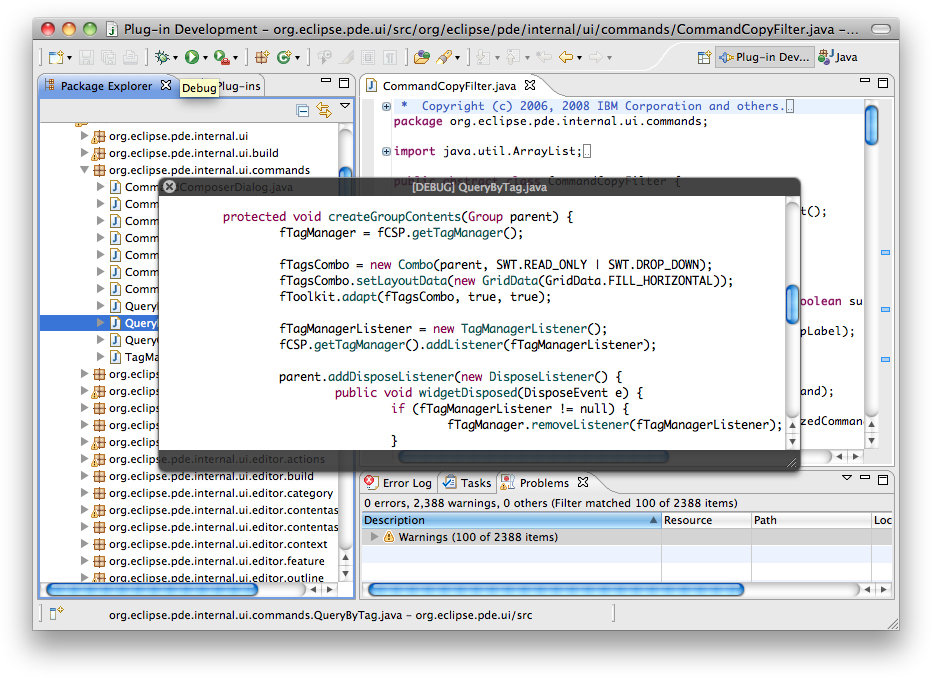 Plug-in Development – org.eclipse.pde.ui/src/org/eclipse/pde/internal/ui/commands/CommandCopyFilter.java –...
Plug-in Dev...
Java
Package Explorer
Plug-ins
Debug
org.eclipse.pde.internal.ui
org.eclipse.pde.internal.ui.build
org.eclipse.pde.internal.ui.commands
CommandComposerDialog.java
Comm
Comm
Comm
Comm
Comm
Comm
Query
Query
Query
TagMa
org.eclips
org.eclips
org.eclips
org.eclips
org.eclips
org.eclipse.pde.internal.ui.editor.actions
org.eclipse.pde.internal.ui.editor.build
org.eclipse.pde.internal.ui.editor.category
org.eclipse.pde.internal.ui.editor.contentas
org.eclipse.pde.internal.ui.editor.contentas
org.eclipse.pde.internal.ui.editor.context
org.eclipse.pde.internal.ui.editor.feature
org.eclipse.pde.internal.ui.editor.outline
CommandCopyFilter.java
* Copyright (c) 2006, 2008 IBM Corporation and others.
package org.eclipse.pde.internal.ui.commands;
import java.util.ArrayList;
public abstract class CommandCopyFilter {
t();
oolean su
pLabel);
and);
zedComman
[DEBUG] QueryByTag.java
protected void createGroupContents(Group parent) {
fTagManager = fCSP.getTagManager();
fTagsCombo = new Combo(parent, SWT.READ_ONLY | SWT.DROP_DOWN);
fTagsCombo.setLayoutData(new GridData(GridData.FILL_HORIZONTAL));
fToolkit.adapt(fTagsCombo, true, true);
fTagManagerListener = new TagManagerListener();
fCSP.getTagManager().addListener(fTagManagerListener);
parent.addDisposeListener(new DisposeListener() {
public void widgetDisposed(DisposeEvent e) {
if (fTagManagerListener != null) {
fTagManager.removeListener(fTagManagerListener);
}
Error Log
Tasks
Problems
0 errors, 2,388 warnings, 0 others (Filter matched 100 of 2388 items)
Description
Resource
Path
Loc
Warnings (100 of 2388 items)
org.eclipse.pde.internal.ui.commands.QueryByTag.java – org.eclipse.pde.ui/src